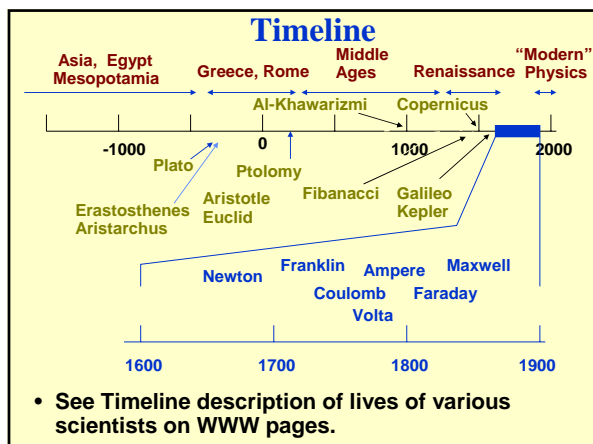 Timeline
Asia, Egypt
Mesopotamia
Greece, Rome
Middle
Ages
Renaissance
“Modern”
Physics
Al-Khawarizmi
Copernicus
-1000
0
1000
2000
Plato
Ptolomy
Fibanacci
Galileo
Kepler
Erastosthenes
Aristarchus
Aristotle
Euclid
Newton
Franklin
Ampere
Maxwell
Coulomb
Faraday
Volta
1600
1700
1800
1900
• See Timeline description of lives of various
scientists on WWW pages.